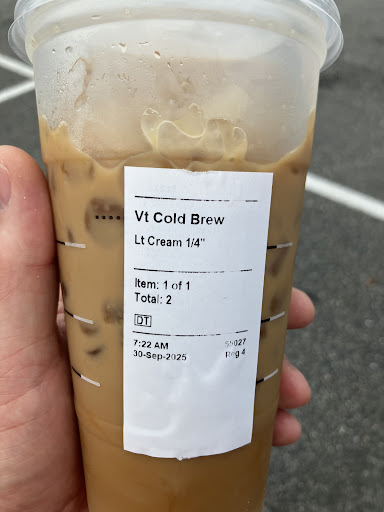 Vt Cold Brew
Lt Cream 1/4"
Item: 1 of 1
Total: 2
DT
7:22 AM
30-Sep-2025 Reg 4